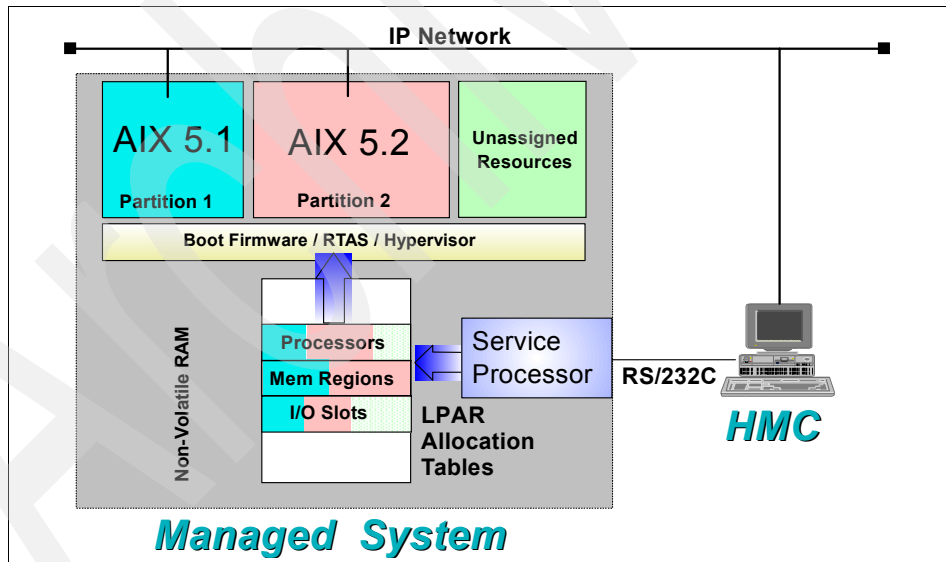 IP Network
AIX 5.1
Partition 1
AIX 5.2
Partition 2
Unassigned
Resources
Boot Firmware / RTAS / Hypervisor
Non-Volatile RAM
Processors
Mem Regions
I/O Slots
LPAR
Allocation
Tables
Service
Processor
RS/232C
HMC
Managed System